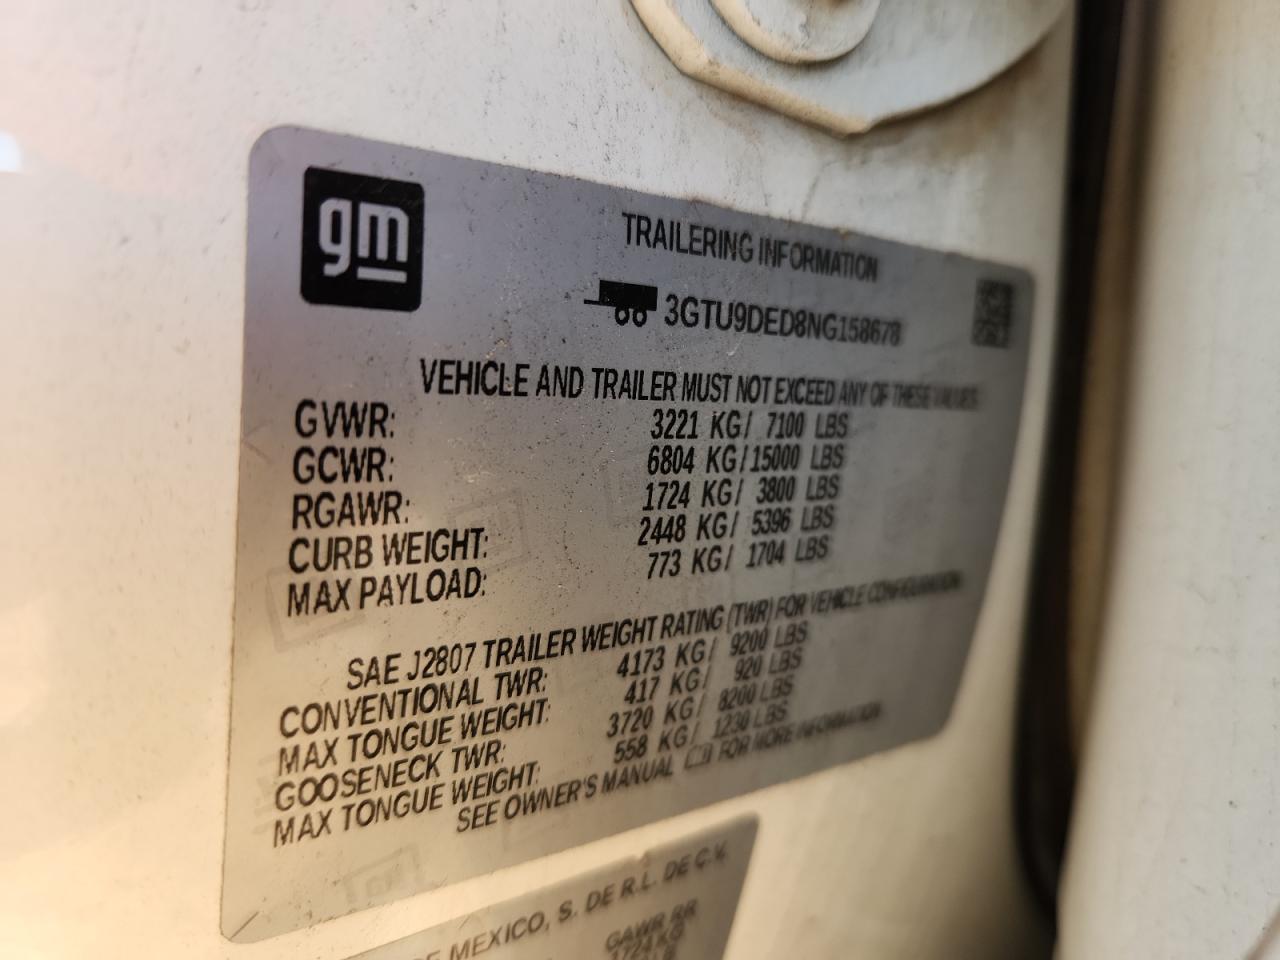 gm
TRAILERING INFORMATION
3GTU9DED8NG158678
VEHICLE AND TRAILER MUST NOT EXCEED ANY OF THESE VALUES:
GVWR: 3221 KG/ 7100 LBS
GCWR: 6804 KG/15000 LBS
RGAWR: 1724 KG/ 3800 LBS
CURB WEIGHT: 2448 KG/ 5396 LBS
MAX PAYLOAD: 773 KG/ 1704 LBS
SAE J2807 TRAILER WEIGHT RATING (TWR) FOR VEHICLE CONFIGURATION
CONVENTIONAL TWR: 4173 KG/ 9200 LBS
MAX TONGUE WEIGHT: 417 KG/ 920 LBS
GOOSENECK TWR: 3720 KG/ 8200 LBS
MAX TONGUE WEIGHT: 558 KG/ 1230 LBS
SEE OWNER'S MANUAL FOR MORE INFORMATION
DE MEXICO, S. DE R.L. DE C.V.
GAWR RR
1724 KG